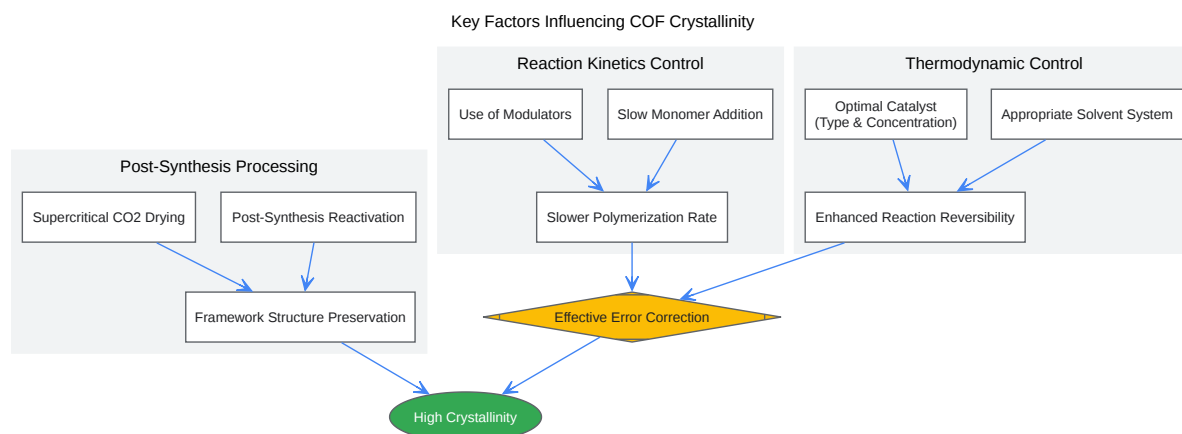 Key Factors Influencing COF Crystallinity
Reaction Kinetics Control
Thermodynamic Control
Use of Modulators
Slow Monomer Addition
Optimal Catalyst
(Type & Concentration)
Appropriate Solvent System
Post-Synthesis Processing
Supercritical CO2 Drying
Post-Synthesis Reactivation
Slower Polymerization Rate
Enhanced Reaction Reversibility
Framework Structure Preservation
Effective Error Correction
High Crystallinity